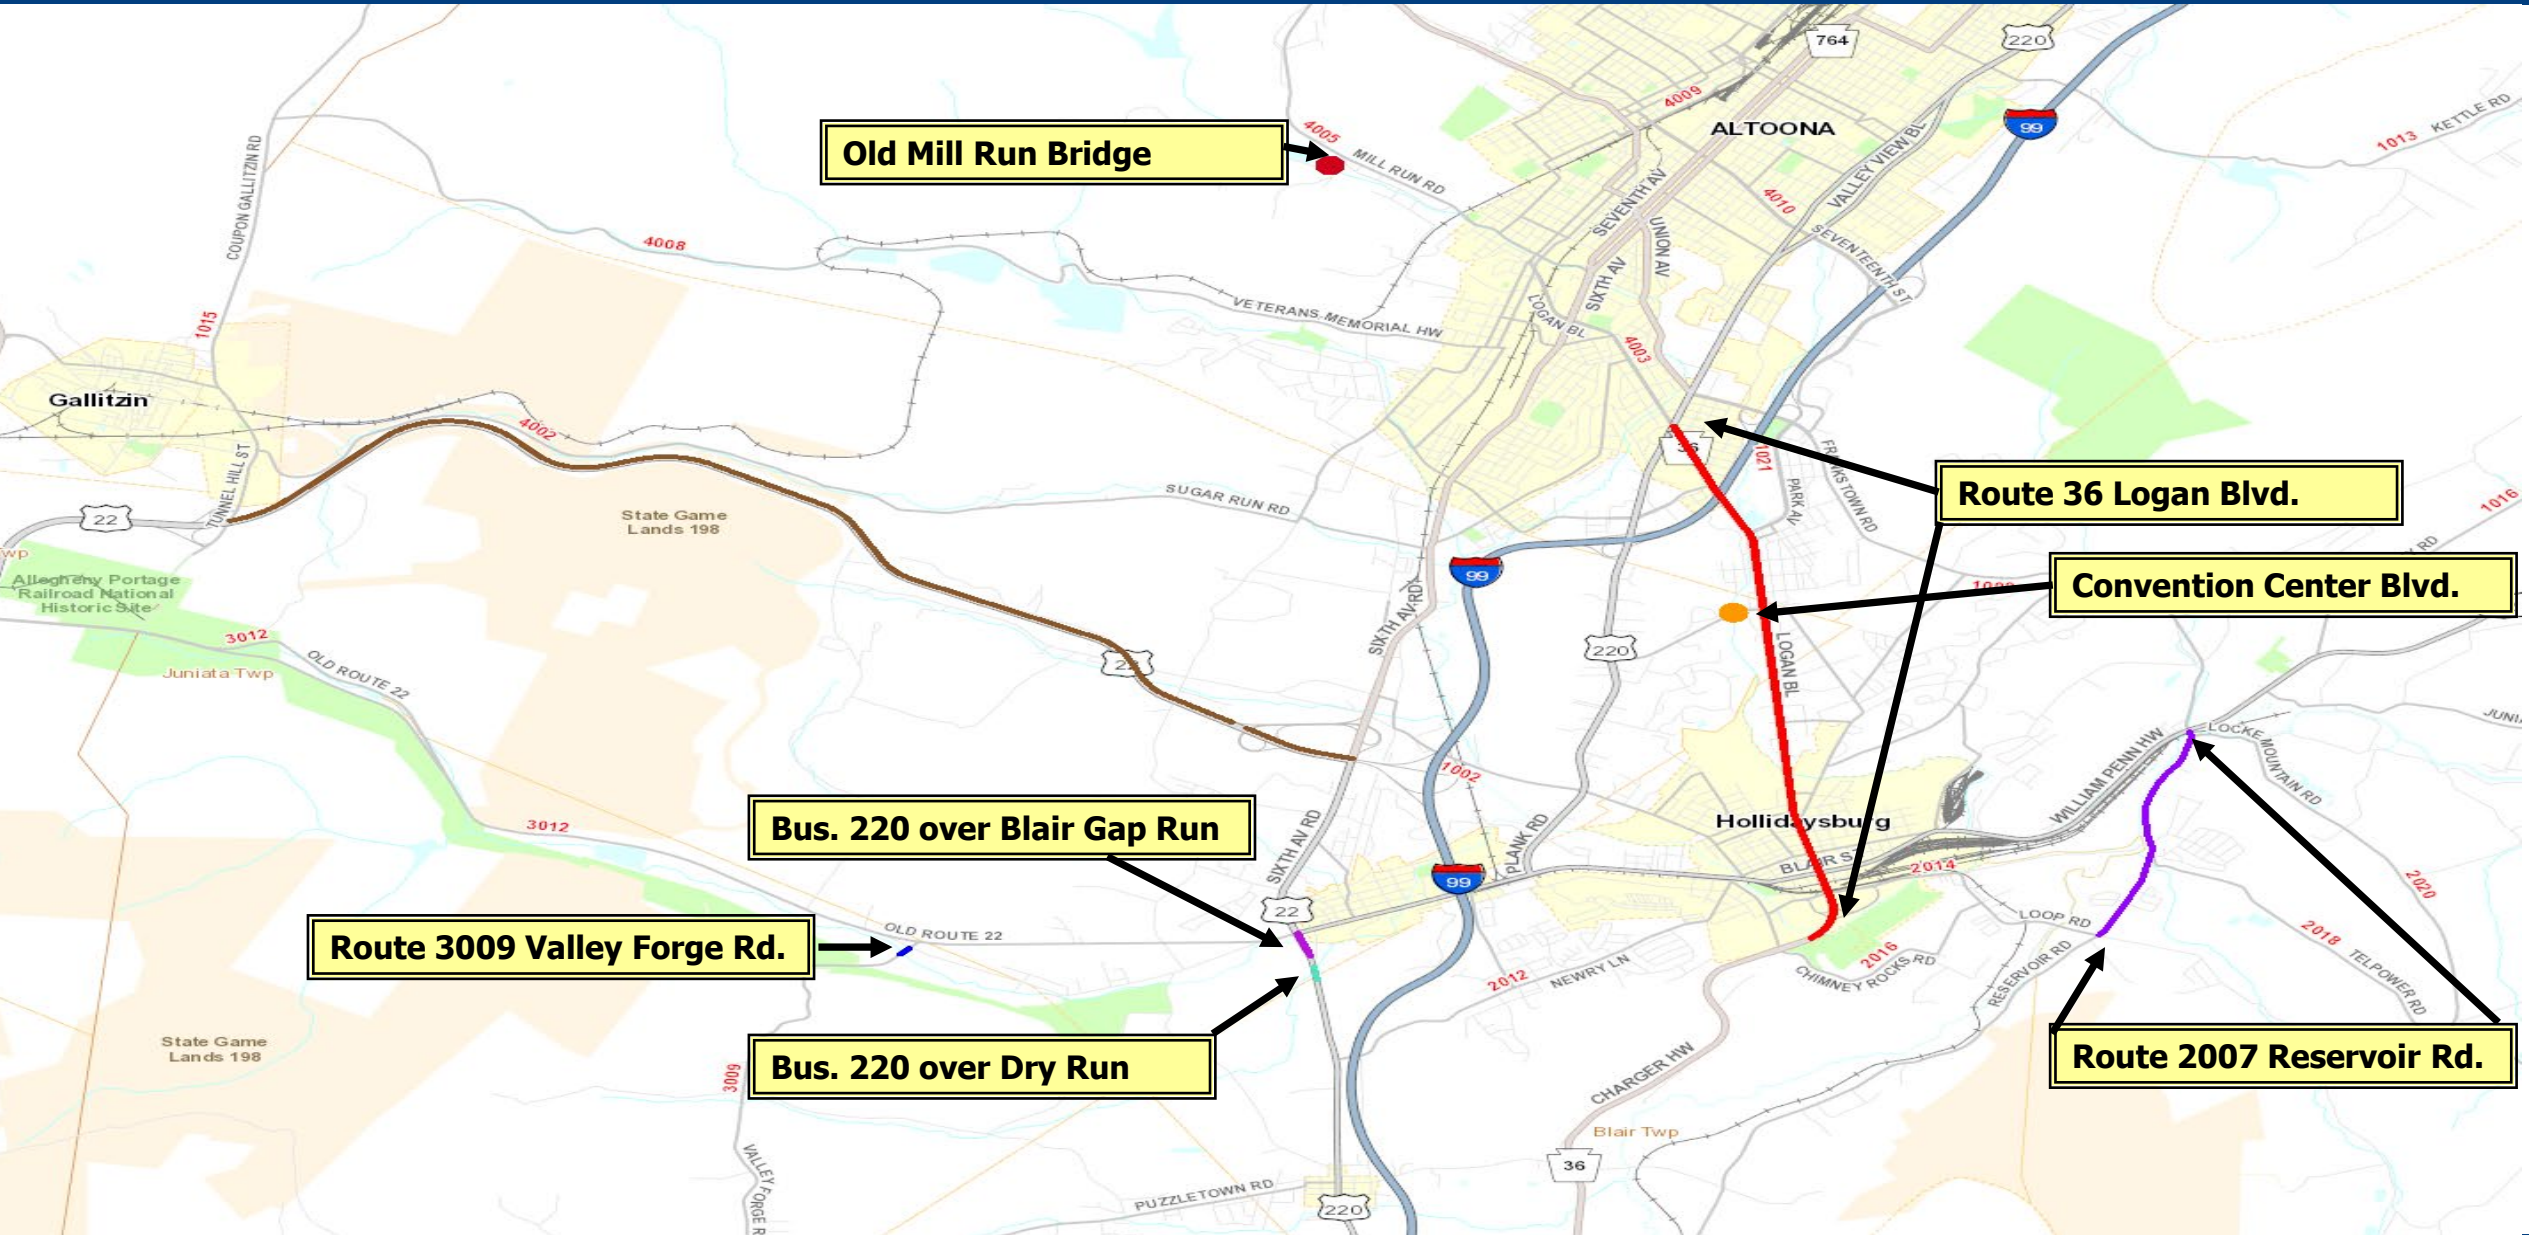 764
220
4009
ALTOONA
99
1013
KETTLE RD
4005
MILL RUN RD
Old Mill Run Bridge
COUPON GALLITZIN RD
VALLEY VIEW BL
4010
SEVENTH AV
UNION AV
SEVENTEENTH ST
4008
SIXTH AV
VETERANS MEMORIAL HW
LOGAN BL
1015
4003
Gallitzin
4002
TUNNEL HILL ST
22
SUGAR RUN RD
State Game
Lands 198
1021
PARK AV
FRANKSTOWN RD
Route 36 Logan Blvd.
1016
RD
wp
Allegheny Portage
Railroad National
Historic Site
99
Convention Center Blvd.
3012
Juniata Twp
OLD ROUTE 22
SIXTH AV RD
220
LOGAN BL
22
1002
WILLIAM PENN HW
LOCKE MOUNTAIN RD
JUNI
3012
Bus. 220 over Blair Gap Run
SIXTH AV RD
PLANK RD
Hollidaysburg
BLAIR ST
2014
99
2020
22
OLD ROUTE 22
Route 3009 Valley Forge Rd.
LOOP RD
2018
TELPOWER RD
RESERVOIR RD
2016
CHIMNEY ROCKS RD
2012
NEWRY LN
State Game
Lands 198
3009
Bus. 220 over Dry Run
Route 2007 Reservoir Rd.
CHARGER HW
Blair Twp
36
VALLEY FORGE R
PUZZLETOWN RD
220